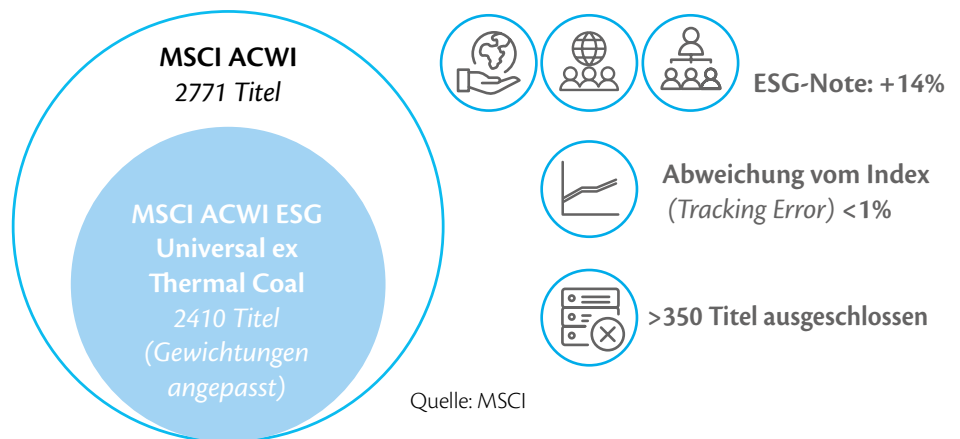 MSCI ACWI
2771 Titel
MSCI ACWI ESG
Universal ex
Thermal Coal
2410 Titel
(Gewichtungen
angepasst)
ESG-Note: +14%
Abweichung vom Index
(Tracking Error) <1%
>350 Titel ausgeschlossen
Quelle: MSCI